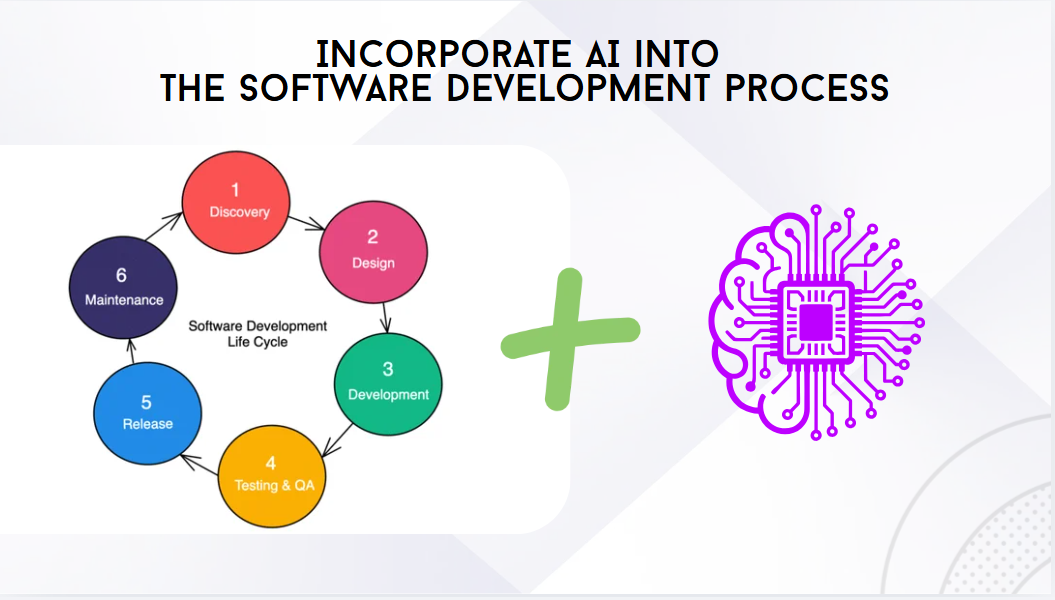 INCORPORATE AI INTO
THE SOFTWARE DEVELOPMENT PROCESS
1
Discovery
2
Design
3
Development
4
Testing & QA
5
Release
6
Maintenance
Software Development
Life Cycle